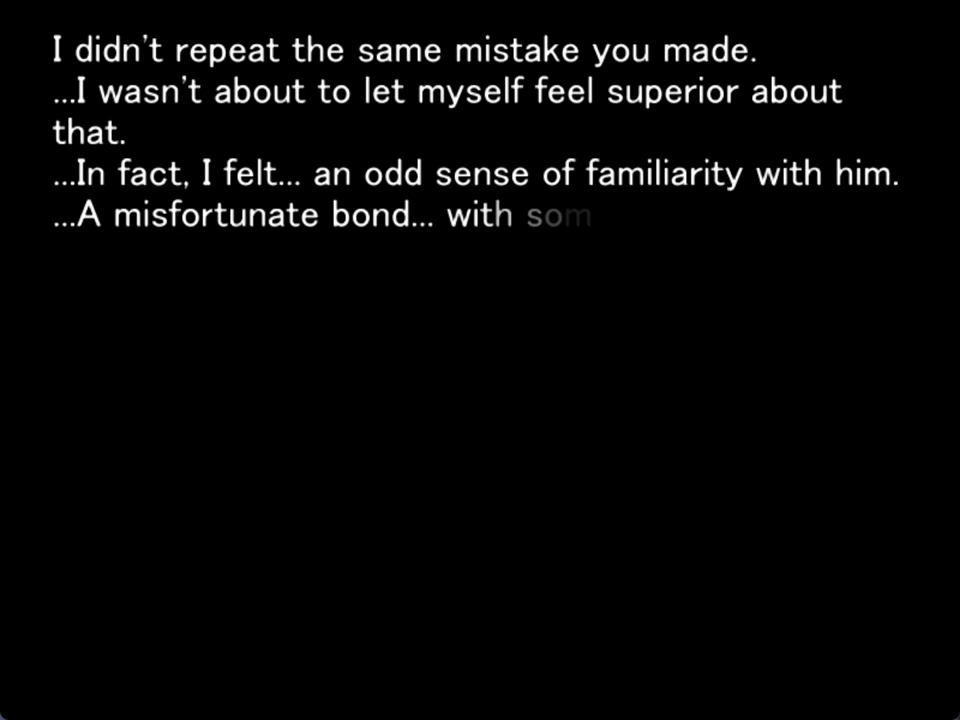 I didn't repeat the same mistake you made.
...I wasn't about to let myself feel superior about
that.
...In fact, I felt... an odd sense of familiarity with him.
...A misfortunate bond... with som